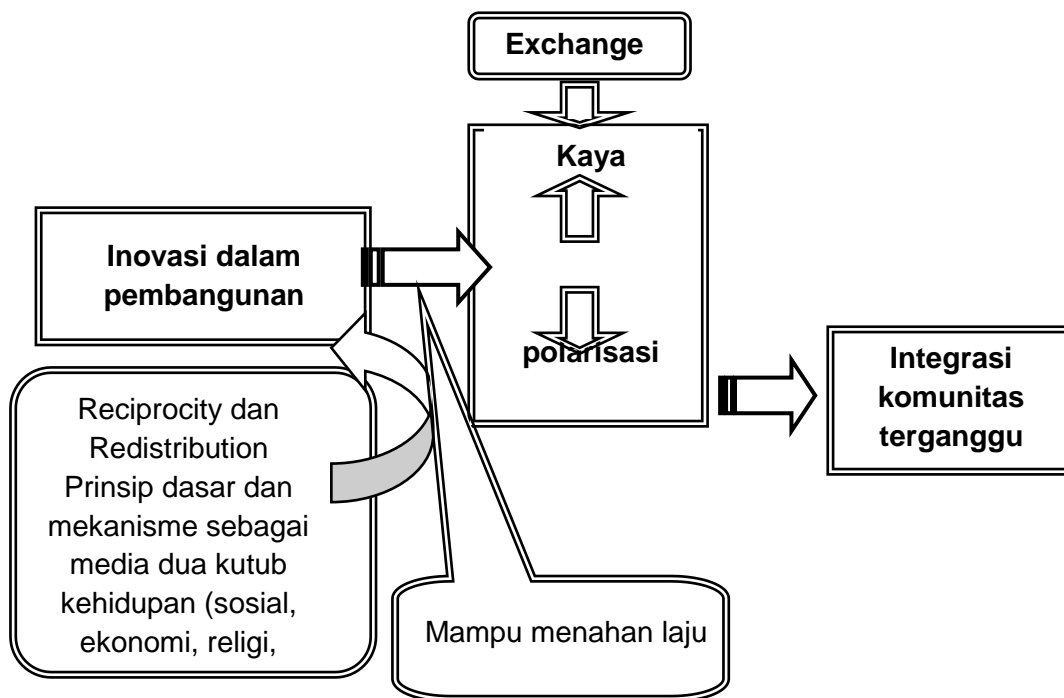 Exchange
Kaya
polarisasi
Inovasi dalam
pembangunan
Integrasi
komunitas
terganggu
Reciprocity dan
Redistribution
Prinsip dasar dan
mekanisme sebagai
media dua kutub
kehidupan (sosial,
ekonomi, religi,
Mampu menahan laju